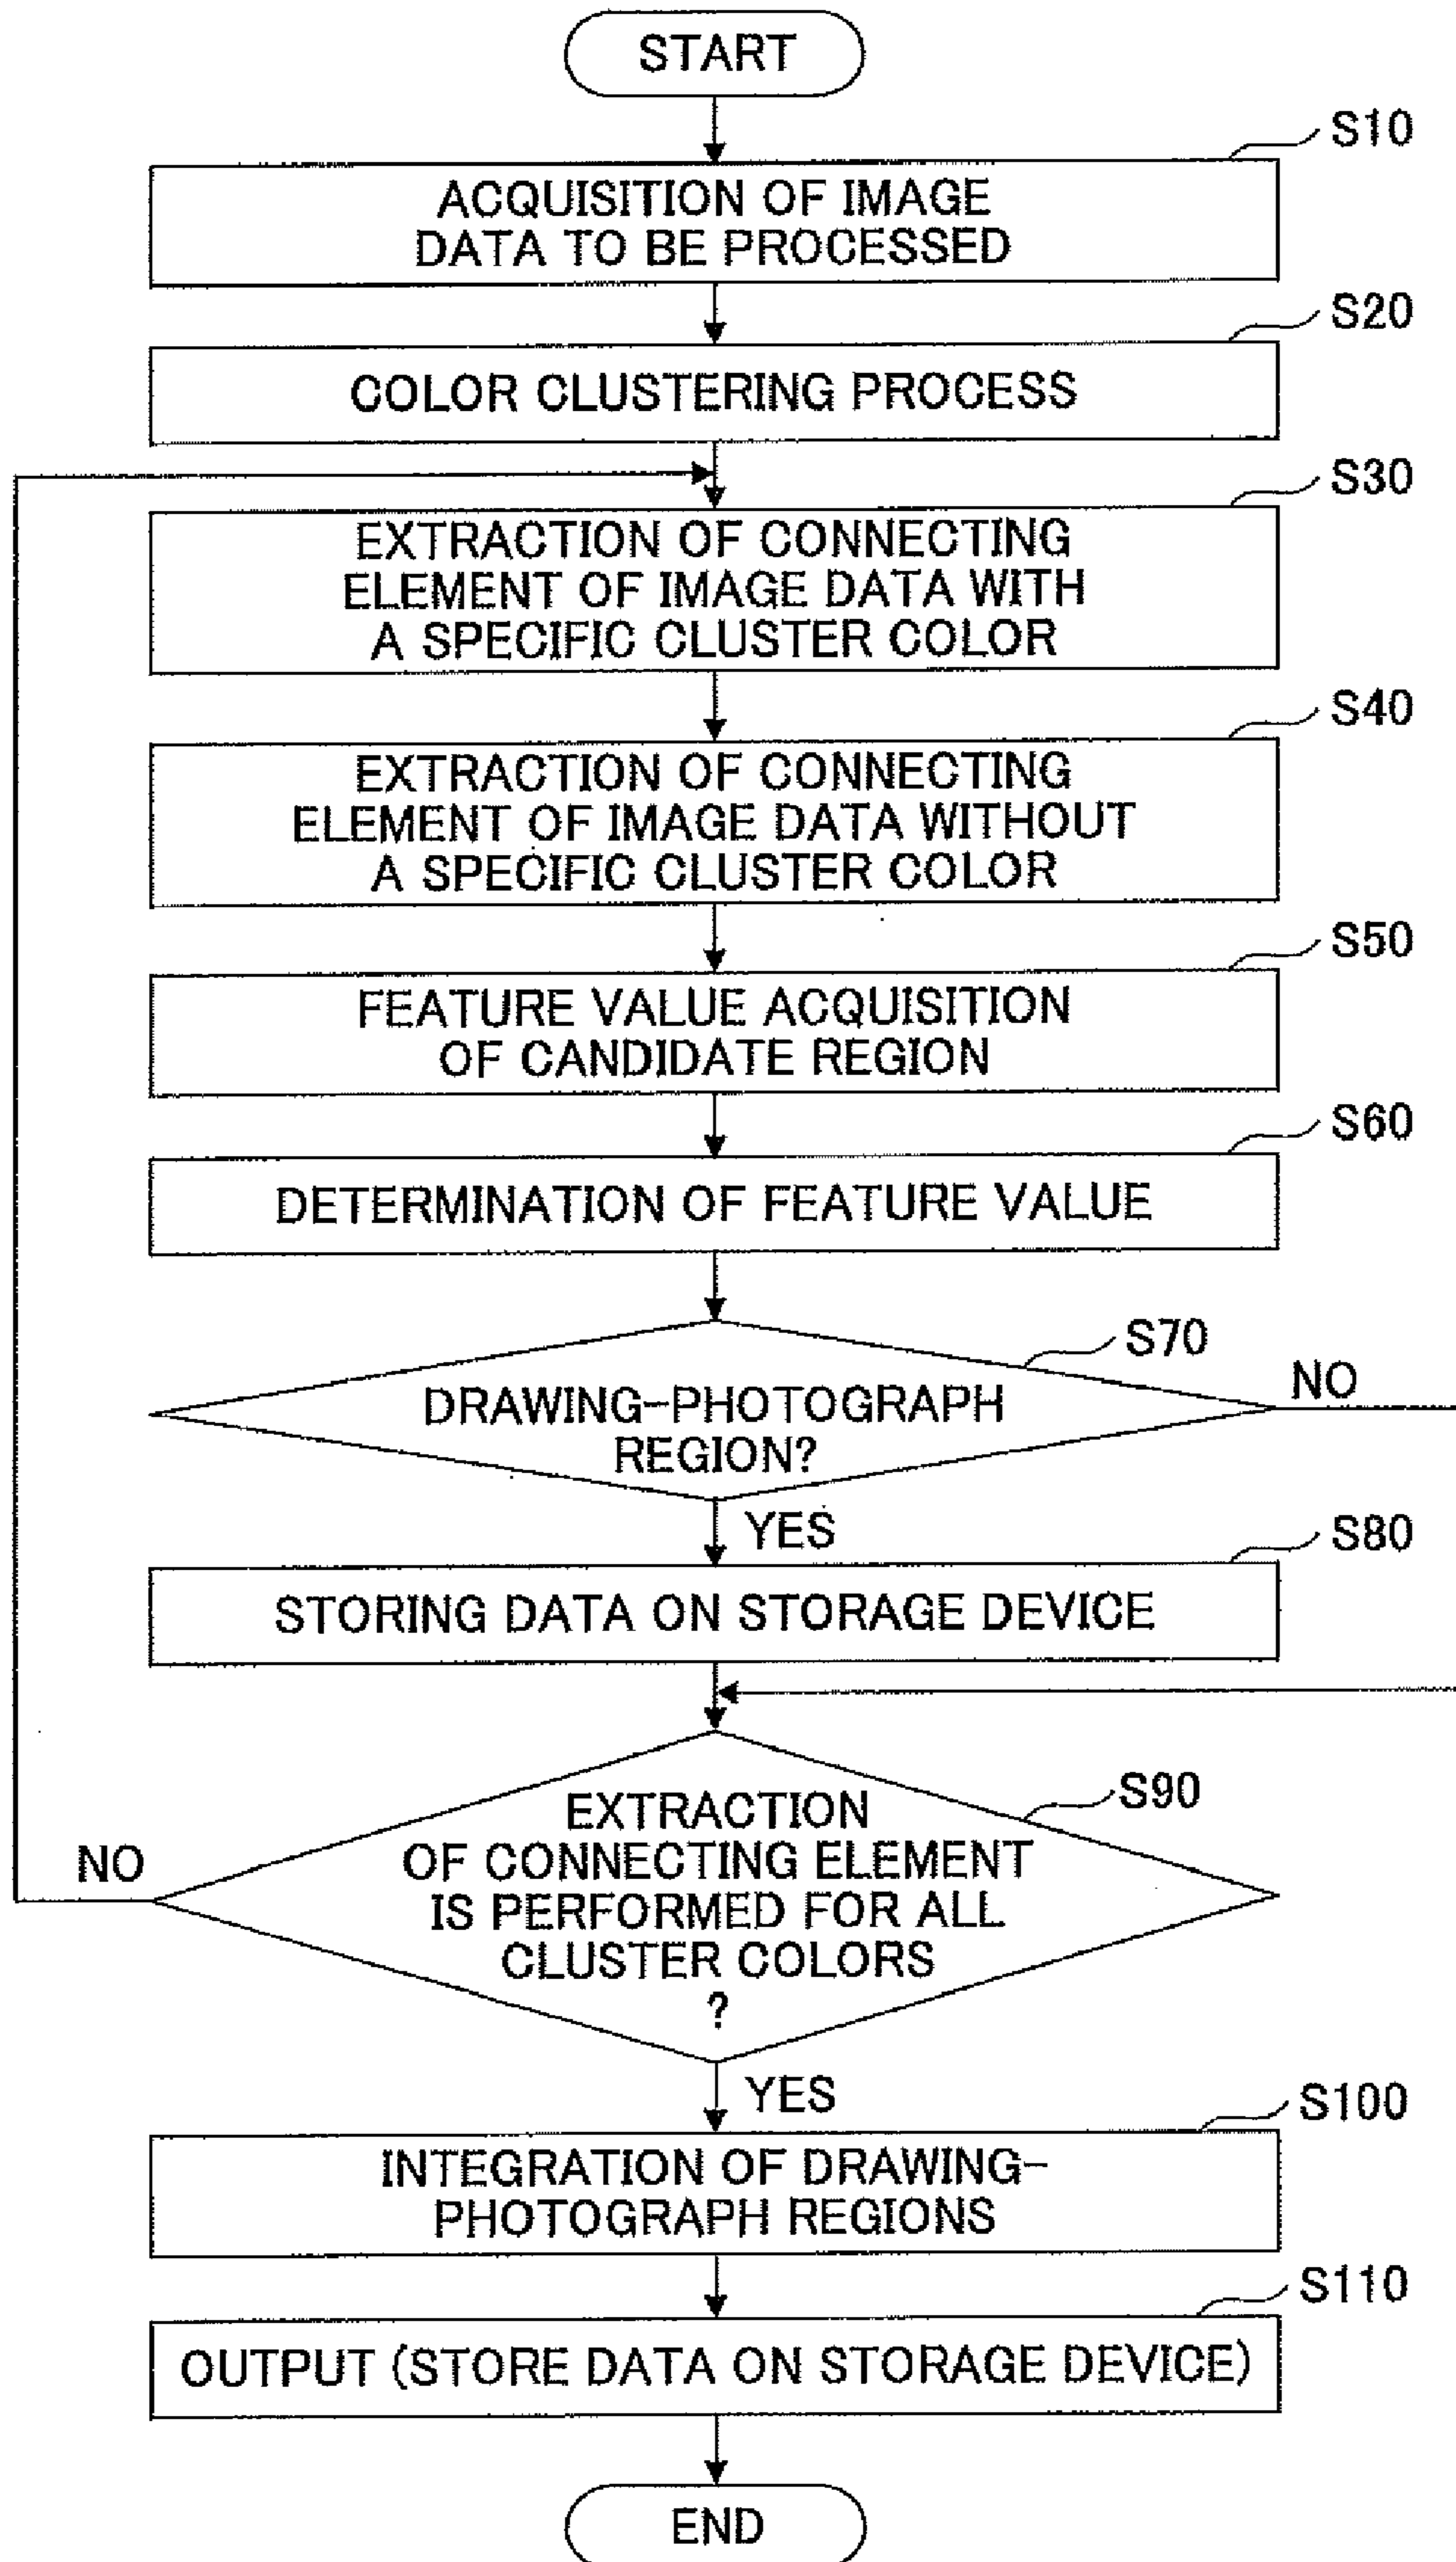 START
S10
ACQUISITION OF IMAGE
DATA TO BE PROCESSED
S20
COLOR CLUSTERING PROCESS
S30
EXTRACTION OF CONNECTING
ELEMENT OF IMAGE DATA WITH
A SPECIFIC CLUSTER COLOR
S40
EXTRACTION OF CONNECTING
ELEMENT OF IMAGE DATA WITHOUT
A SPECIFIC CLUSTER COLOR
S50
FEATURE VALUE ACQUISITION
OF CANDIDATE REGION
S60
DETERMINATION OF FEATURE VALUE
S70
NO
DRAWING-PHOTOGRAPH
REGION?
YES
S80
STORING DATA ON STORAGE DEVICE
S90
EXTRACTION
OF CONNECTING ELEMENT
IS PERFORMED FOR ALL
CLUSTER COLORS
?
NO
YES
S100
INTEGRATION OF DRAWING-
PHOTOGRAPH REGIONS
S110
OUTPUT (STORE DATA ON STORAGE DEVICE)
END